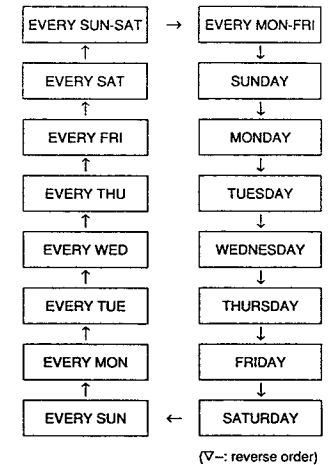 EVERY SUN-SAT → EVERY MON-FRI
↑ ↓
EVERY SAT SUNDAY
↑ ↓
EVERY FRI MONDAY
↑ ↓
EVERY THU TUESDAY
↑ ↓
EVERY WED WEDNESDAY
↑ ↓
EVERY TUE THURSDAY
↑ ↓
EVERY MON FRIDAY
↑ ↓
EVERY SUN ← SATURDAY
(∇–: reverse order)